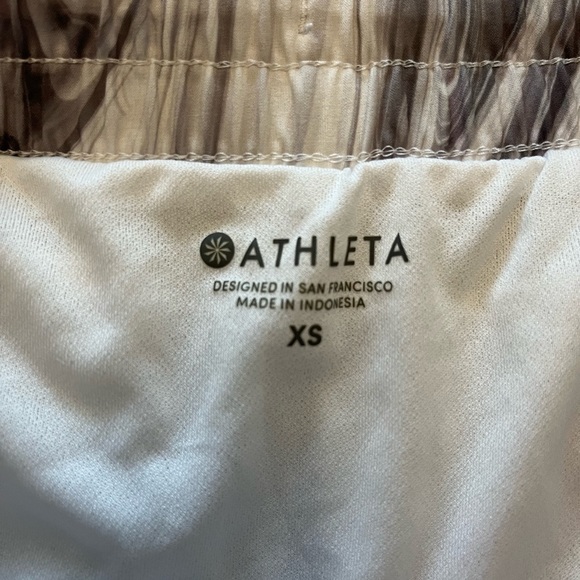 ATHLETA
DESIGNED IN SAN FRANCISCO
MADE IN INDONESIA
XS